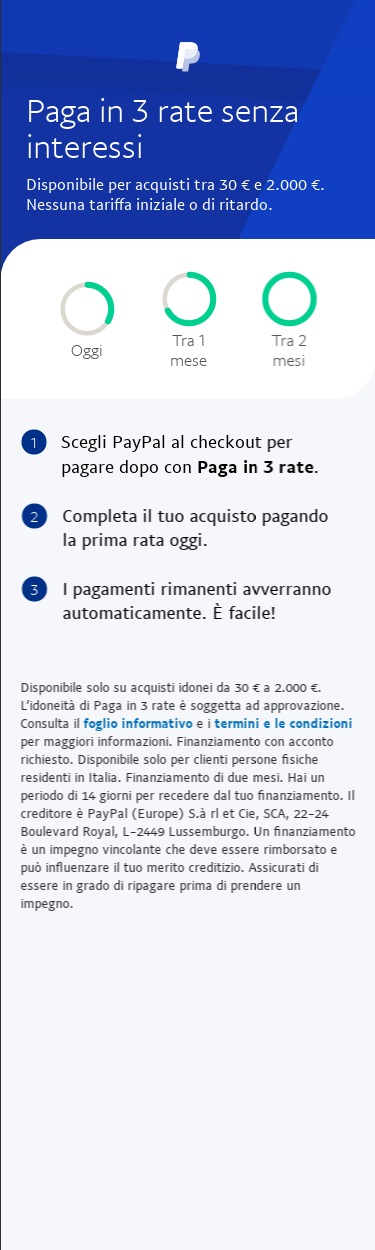 Paga in 3 rate senza
interessi
Disponibile per acquisti tra 30 € e 2.000 €.
Nessuna tariffa iniziale o di ritardo.
Oggi
Tra 1
mese
Tra 2
mesi
1 Scegli PayPal al checkout per
pagare dopo con Paga in 3 rate.
2 Completa il tuo acquisto pagando
la prima rata oggi.
3 I pagamenti rimanenti avverranno
automaticamente. È facile!
Disponibile solo su acquisti idonei da 30 € a 2.000 €.
L'idoneità di Paga in 3 rate è soggetta ad approvazione.
Consulta il foglio informativo e i termini e le condizioni
per maggiori informazioni. Finanziamento con acconto
richiesto. Disponibile solo per clienti persone fisiche
residenti in Italia. Finanziamento di due mesi. Hai un
periodo di 14 giorni per recedere dal tuo finanziamento. Il
creditore è PayPal (Europe) S.à rl et Cie, SCA, 22-24
Boulevard Royal, L-2449 Lussemburgo. Un finanziamento
è un impegno vincolante che deve essere rimborsato e
può influenzare il tuo merito creditizio. Assicurati di
essere in grado di ripagare prima di prendere un
impegno.